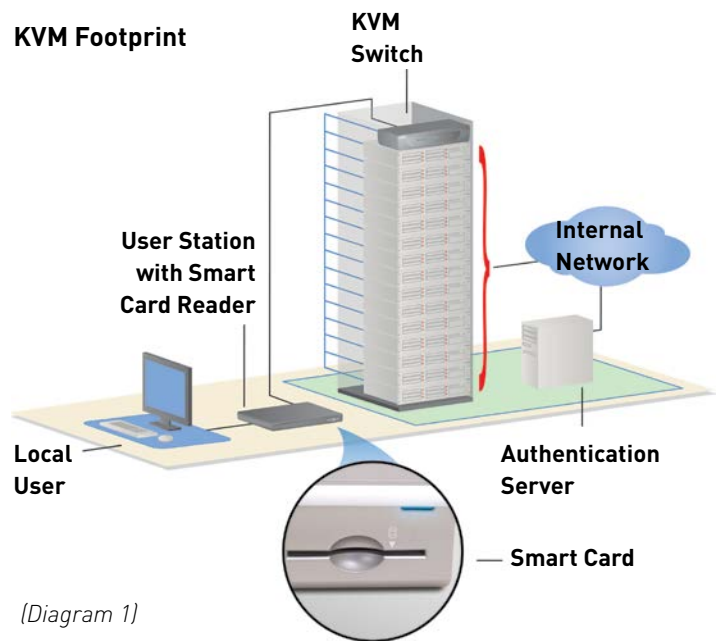 KVM Footprint
KVM
Switch
User Station
with Smart
Card Reader
Internal
Network
Local
User
Authentication
Server
Smart Card
(Diagram 1)